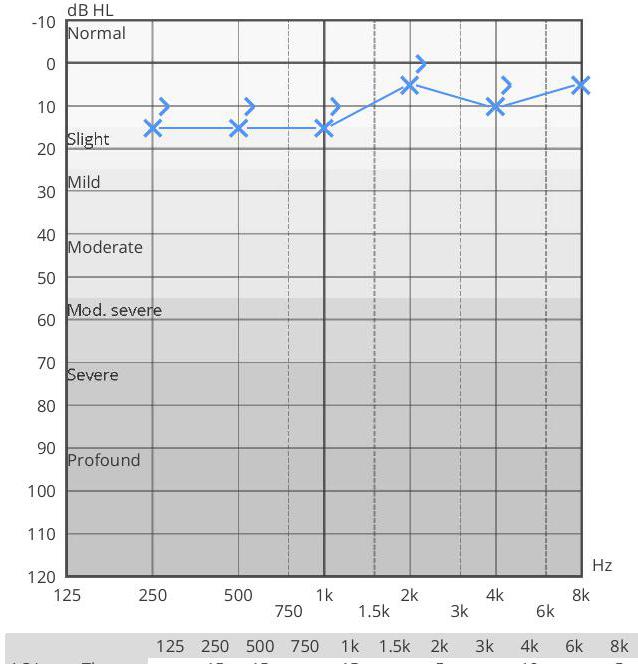 dB HL
-10
Normal
0
10
Slight
20
Mild
30
40
Moderate
50
Mod. severe
60
70
Severe
80
90
Profound
100
110
120
Hz
125 250 500 1k 2k 4k 8k
750 1.5k 3k 6k
125 250 500 750 1k 1.5k 2k 3k 4k 6k 8k